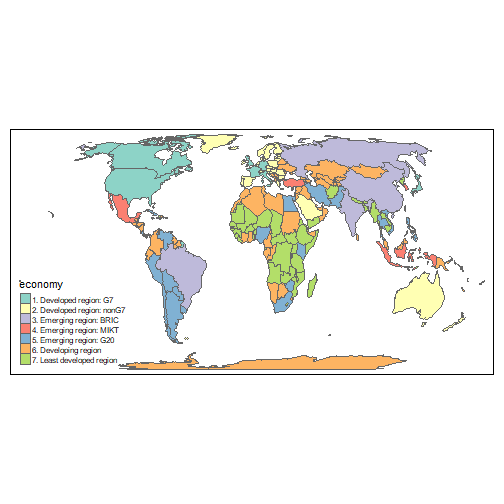 economy
1. Developed region: G7
2. Developed region: nonG7
3. Emerging region: BRIC
4. Emerging region: MIKT
5. Emerging region: G20
6. Developing region
7. Least developed region